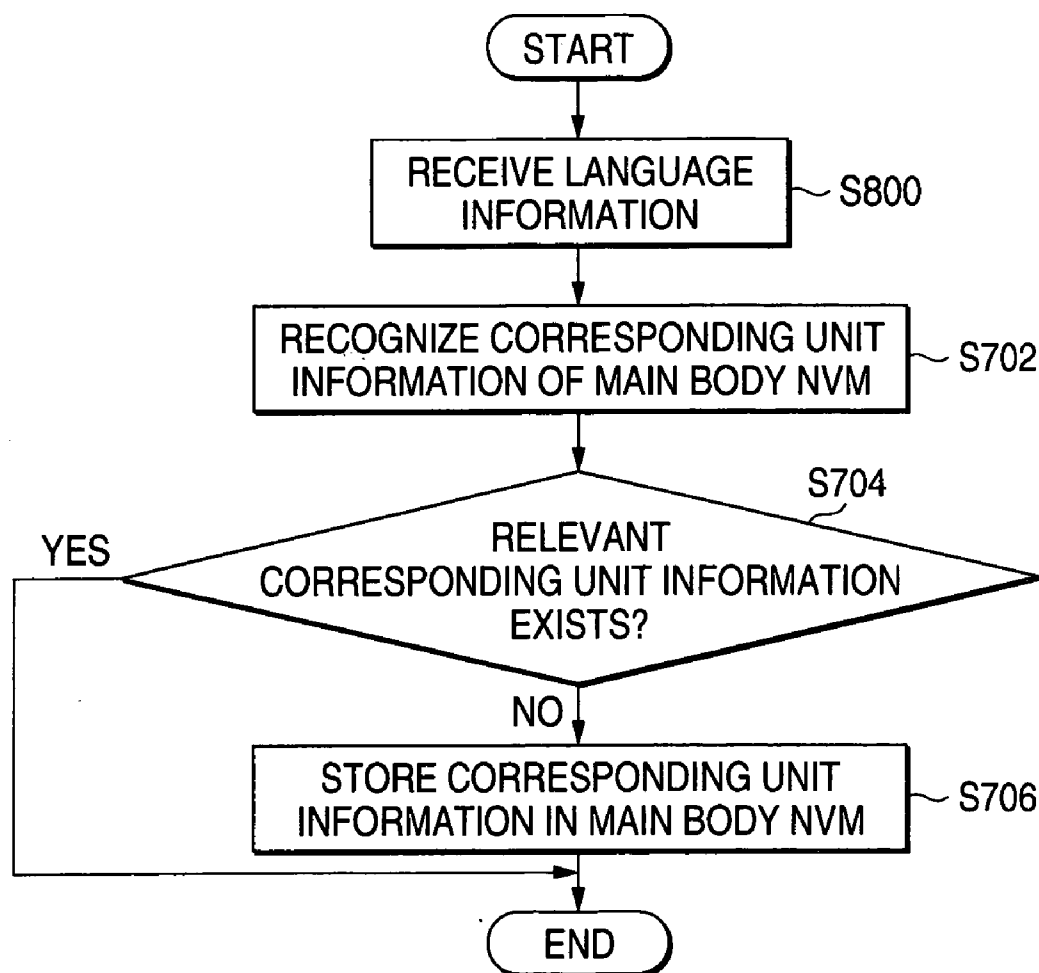 START
RECEIVE LANGUAGE
INFORMATION
S800
RECOGNIZE CORRESPONDING UNIT
INFORMATION OF MAIN BODY NVM
S702
S704
YES
RELEVANT
CORRESPONDING UNIT INFORMATION
EXISTS?
NO
STORE CORRESPONDING UNIT
INFORMATION IN MAIN BODY NVM
S706
END